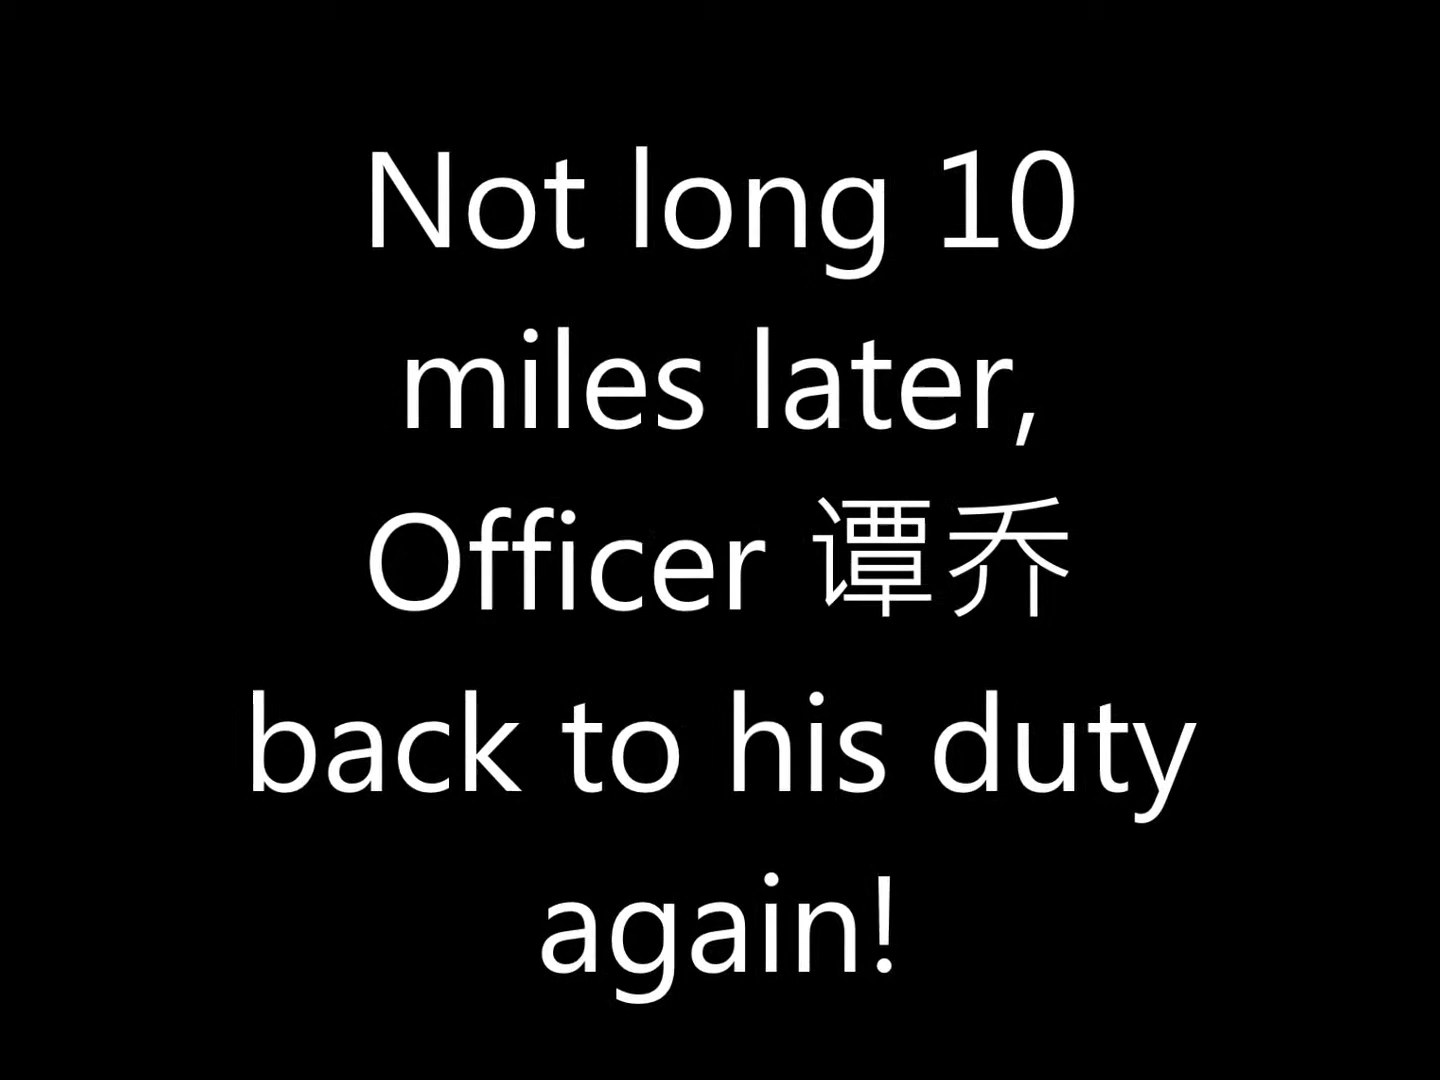 Not long 10
miles later,
Officer 谭乔
back to his duty
again!